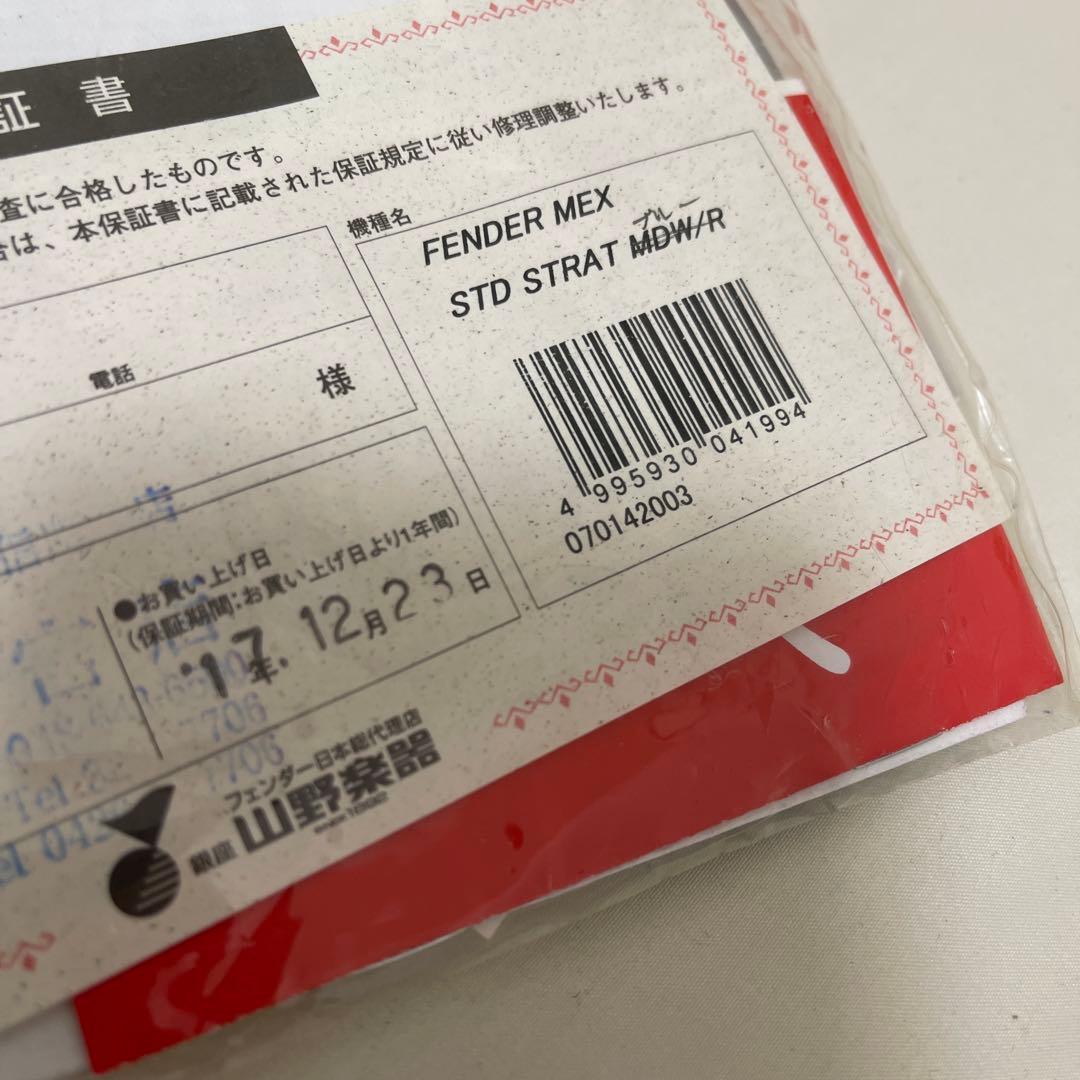 証書
査に合格したものです。
合は、本保証書に記載された保証規定に従い修理調整いたします。
機種名
FENDER MEX
ブルー
STD STRAT MDW/R
4 995930 041994
070142003
電話
様
●お買い上げ日
(保証期間:お買い上げ日より1年間)
'17年.12月23日
706
706
Tel
フェンダー日本総代理店
銀座 山野楽器